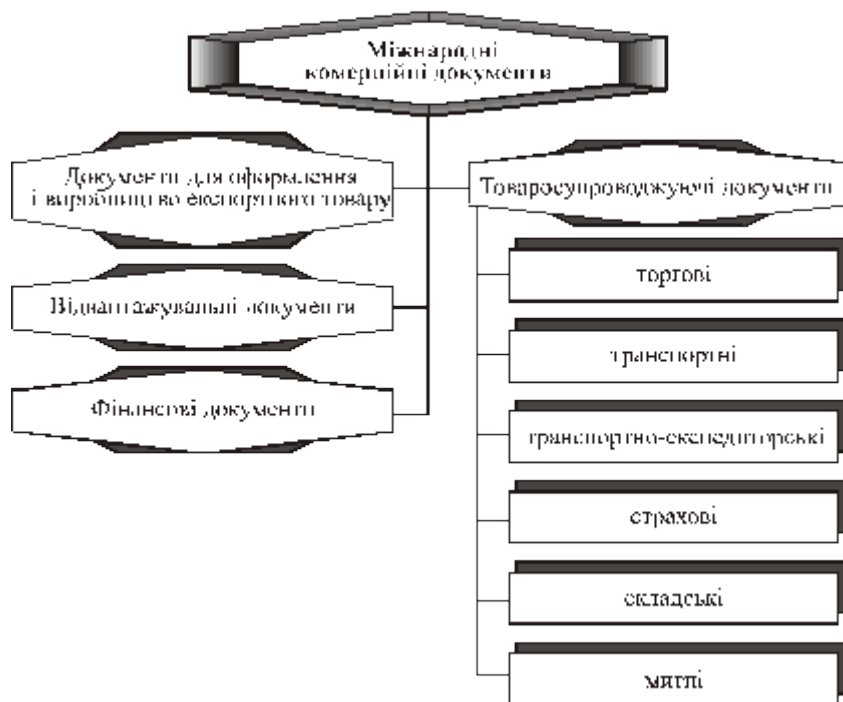 Міжнародні
комерційні документи
Документи для оформлення
і виробництво експортного товару
Відвантажувальні документи
Фінансові документи
Товаросупроводжуючі документи
торгові
транспортні
транспортно-експедиторські
страхові
складські
митні